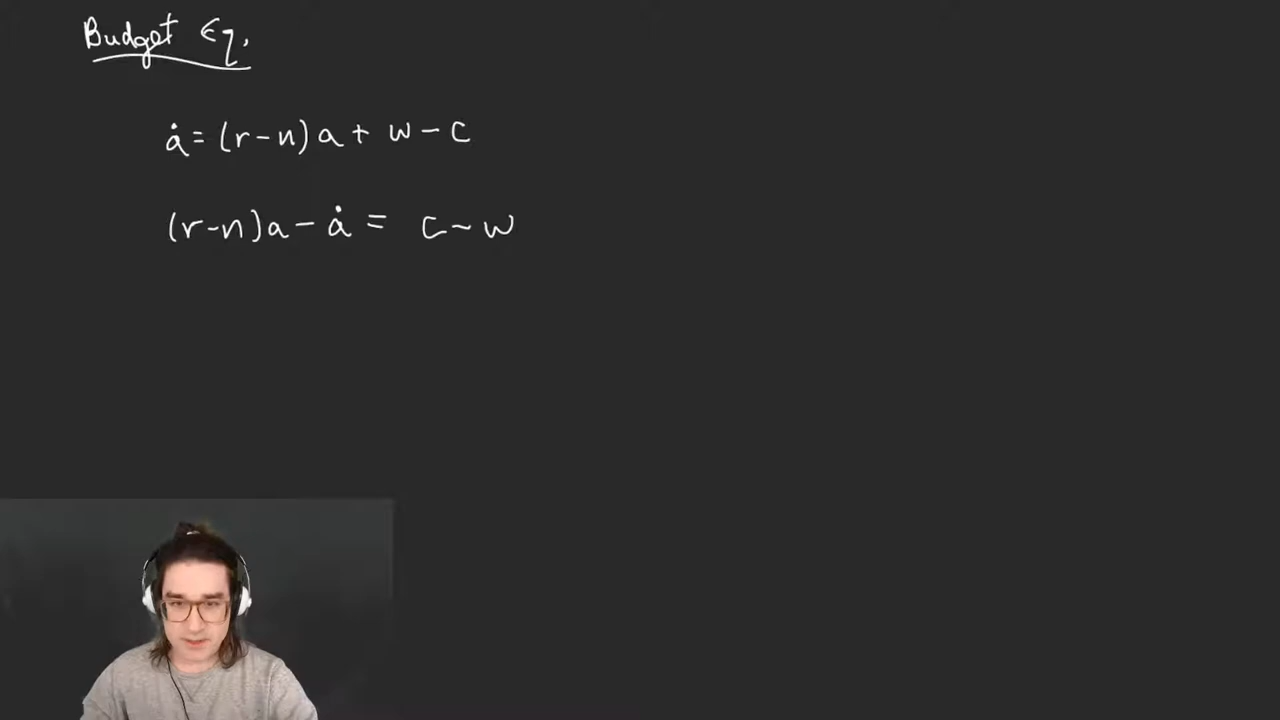 Budget Eq.
ȧ = (r-n)a + w - c
(r-n)a - ȧ = c - w